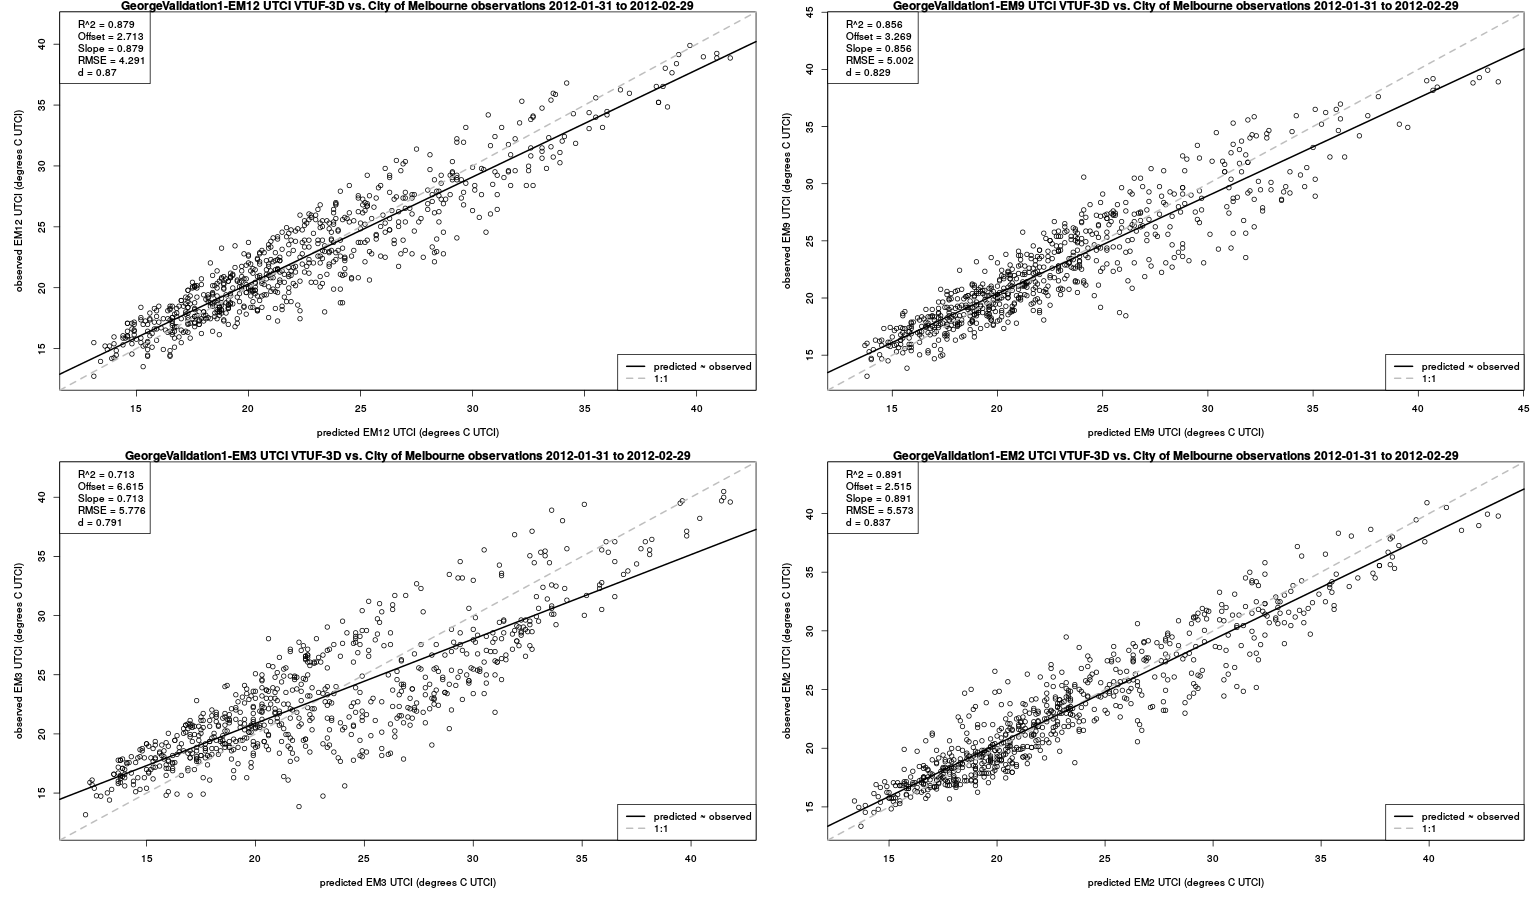 GeorgeValidation1-EM12 UTCI VTUF-3D vs. City of Melbourne observations 2012-01-31 to 2012-02-29
R^2 = 0.879
Offset = 2.713
Slope = 0.879
RMSE = 4.291
d = 0.87
observed EM12 UTCI (degrees C UTCI)
40
35
30
25
20
15
predicted ~ observed
1:1
15 20 25 30 35 40
predicted EM12 UTCI (degrees C UTCI)
GeorgeValidation1-EM9 UTCI VTUF-3D vs. City of Melbourne observations 2012-01-31 to 2012-02-29
R^2 = 0.856
Offset = 3.269
Slope = 0.856
RMSE = 5.002
d = 0.829
observed EM9 UTCI (degrees C UTCI)
45
40
35
30
25
20
15
predicted ~ observed
1:1
15 20 25 30 35 40 45
predicted EM9 UTCI (degrees C UTCI)
GeorgeValidation1-EM3 UTCI VTUF-3D vs. City of Melbourne observations 2012-01-31 to 2012-02-29
R^2 = 0.713
Offset = 6.615
Slope = 0.713
RMSE = 5.776
d = 0.791
observed EM3 UTCI (degrees C UTCI)
40
35
30
25
20
15
predicted ~ observed
1:1
15 20 25 30 35 40
predicted EM3 UTCI (degrees C UTCI)
GeorgeValidation1-EM2 UTCI VTUF-3D vs. City of Melbourne observations 2012-01-31 to 2012-02-29
R^2 = 0.891
Offset = 2.515
Slope = 0.891
RMSE = 5.573
d = 0.837
observed EM2 UTCI (degrees C UTCI)
40
35
30
25
20
15
predicted ~ observed
1:1
15 20 25 30 35 40
predicted EM2 UTCI (degrees C UTCI)